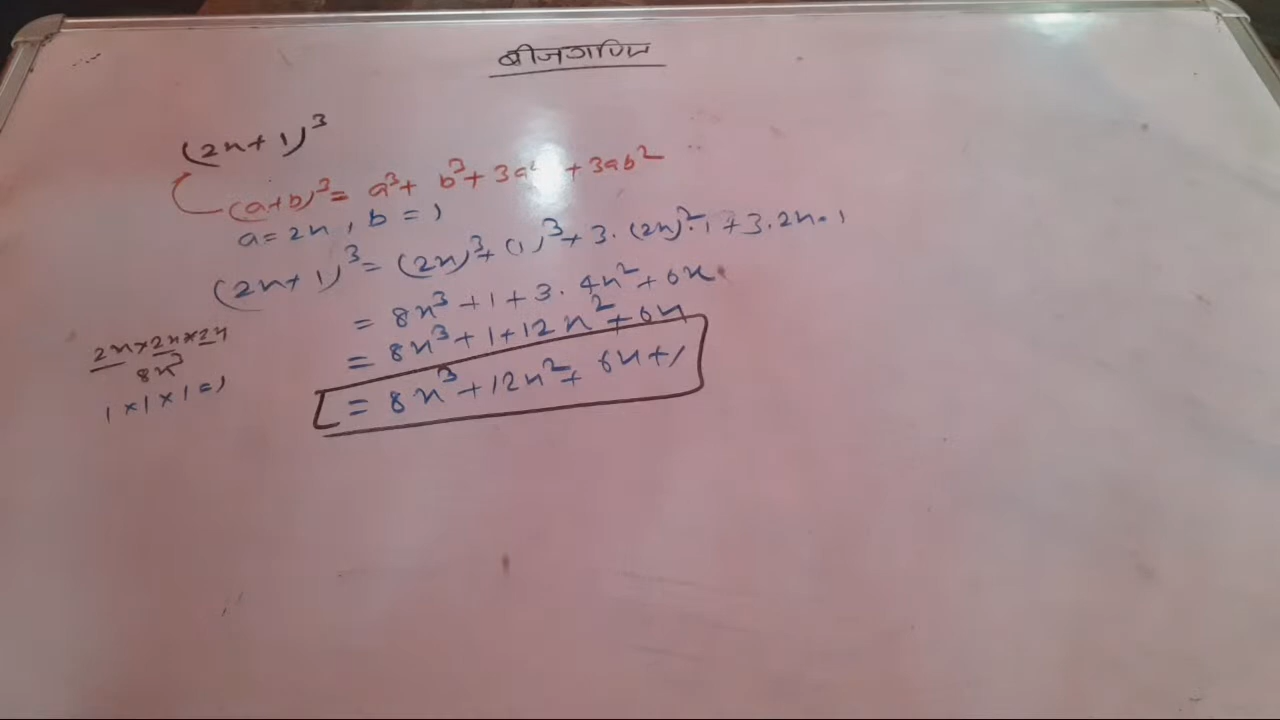 बीजगणित
(2x+1)³
(a+b)³= a³+ b³+ 3a² +3ab²
a=2x, b=1
(2x+1)³= (2x)³+(1)³+3.(2x)².1+3.2x.1
= 8x³+1+3.4x²+6x
= 8x³+1+12x²+6x
= 8x³+12x²+6x+1
2x×2x×2x
8x³
1×1×1=1